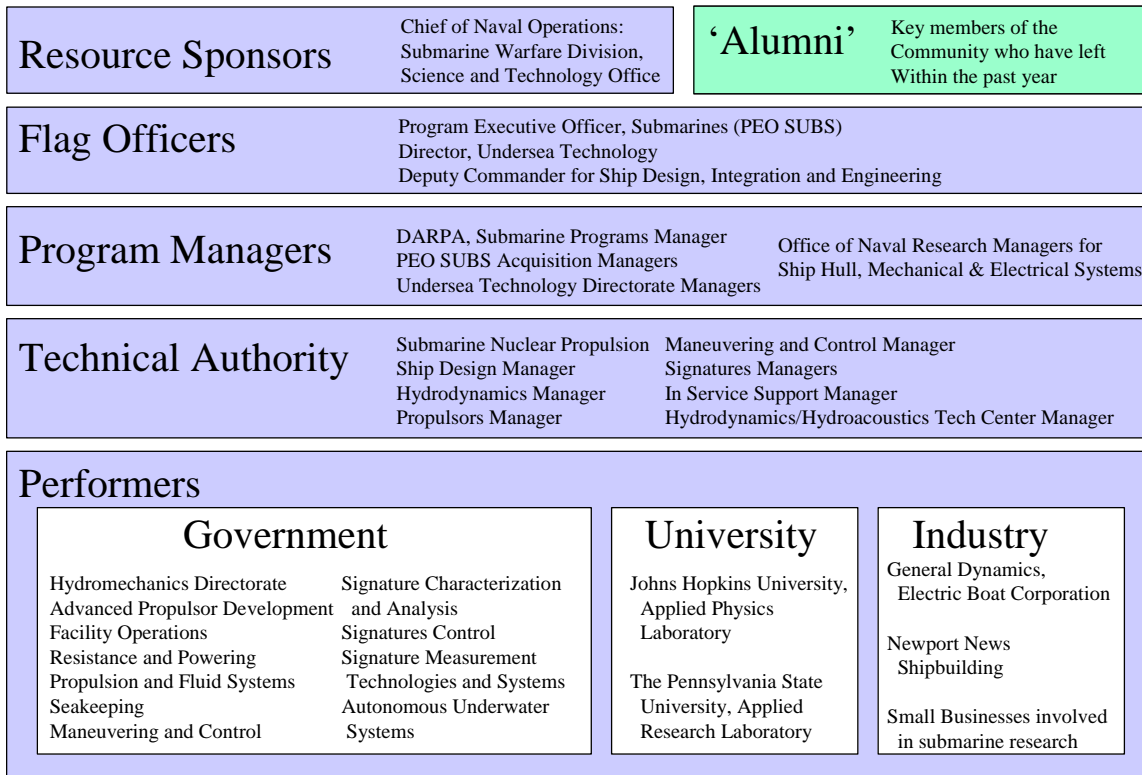 Resource Sponsors
Chief of Naval Operations:
Submarine Warfare Division,
Science and Technology Office
‘Alumni’
Key members of the
Community who have left
Within the past year
Flag Officers
Program Executive Officer, Submarines (PEO SUBS)
Director, Undersea Technology
Deputy Commander for Ship Design, Integration and Engineering
Program Managers
DARPA, Submarine Programs Manager
PEO SUBS Acquisition Managers
Undersea Technology Directorate Managers
Office of Naval Research Managers for
Ship Hull, Mechanical & Electrical Systems
Technical Authority
Submarine Nuclear Propulsion
Ship Design Manager
Hydrodynamics Manager
Propulsors Manager
Maneuvering and Control Manager
Signatures Managers
In Service Support Manager
Hydrodynamics/Hydroacoustics Tech Center Manager
Performers
Government
Hydromechanics Directorate
Advanced Propulsor Development
Facility Operations
Resistance and Powering
Propulsion and Fluid Systems
Seakeeping
Maneuvering and Control
Signature Characterization
and Analysis
Signatures Control
Signature Measurement
Technologies and Systems
Autonomous Underwater
Systems
University
Johns Hopkins University,
Applied Physics
Laboratory
The Pennsylvania State
University, Applied
Research Laboratory
Industry
General Dynamics,
Electric Boat Corporation
Newport News
Shipbuilding
Small Businesses involved
in submarine research